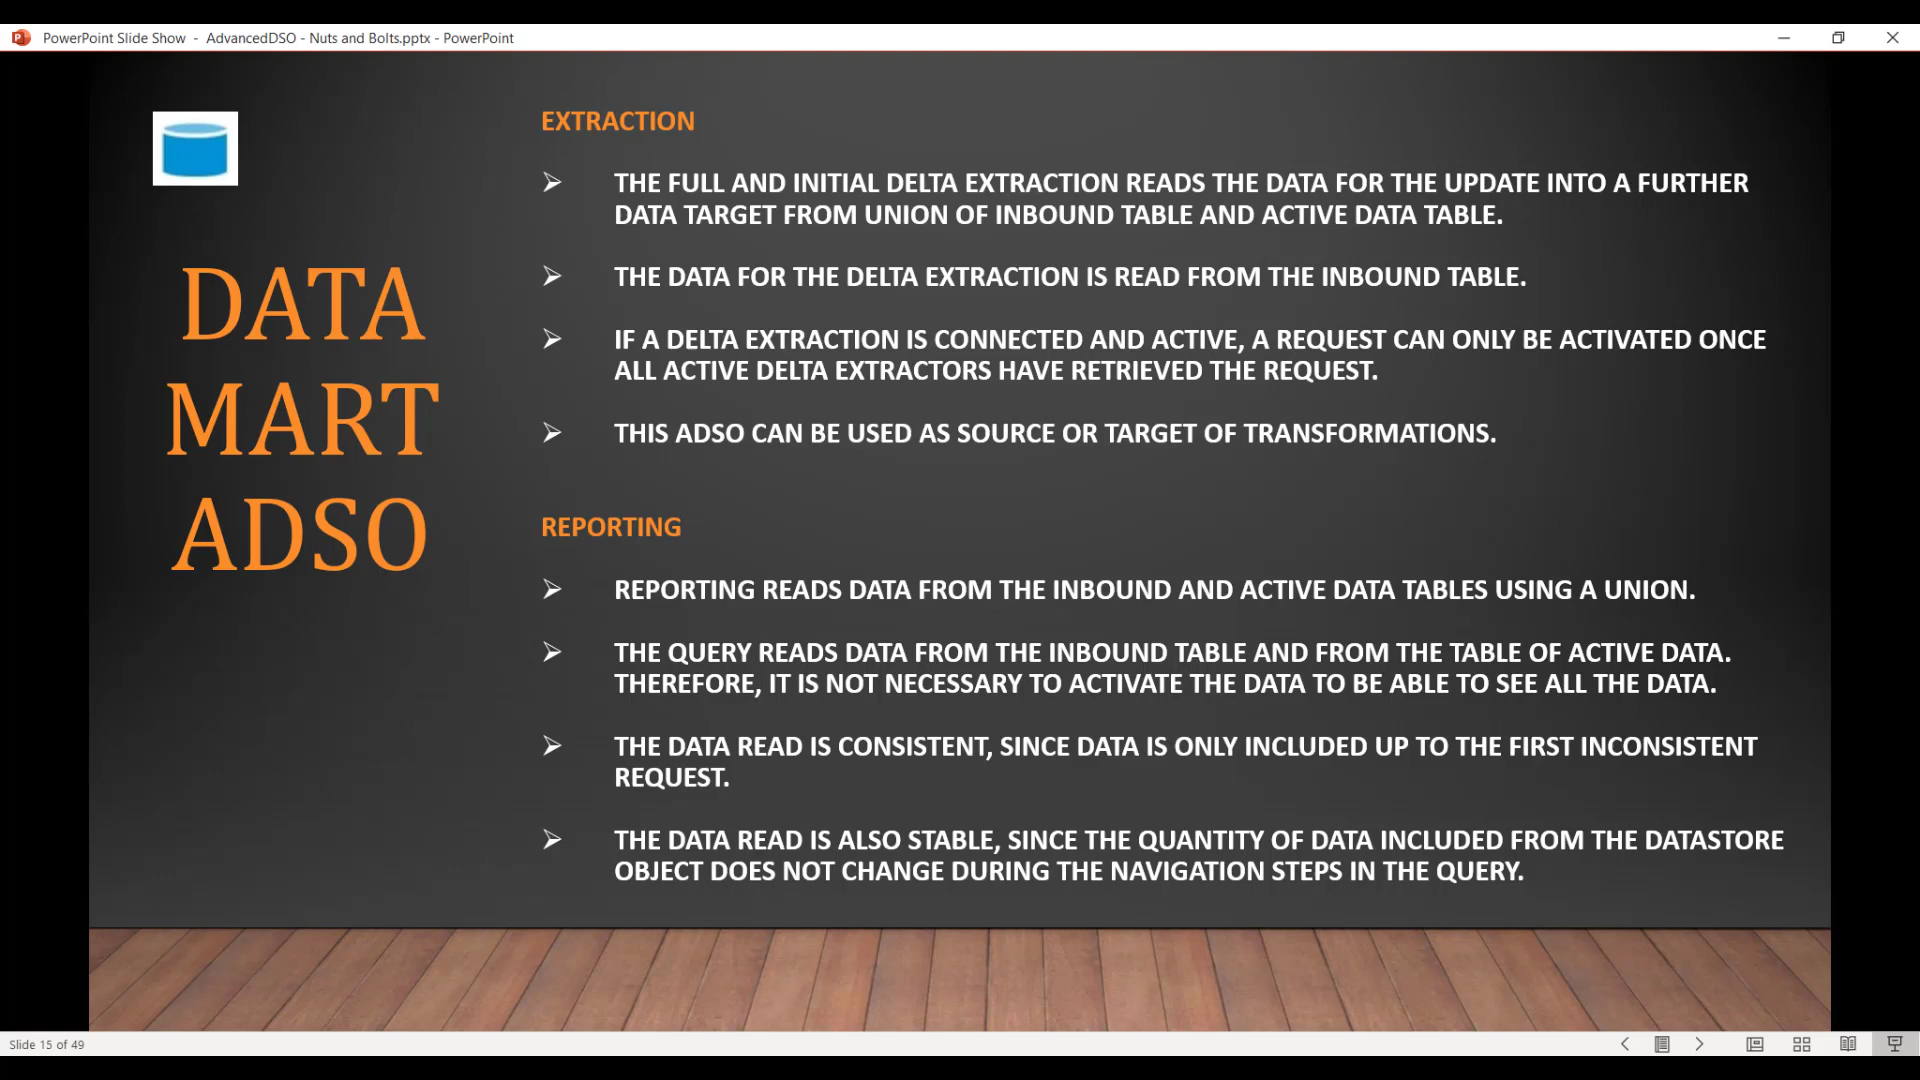 PowerPoint Slide Show - AdvancedDSO - Nuts and Bolts.pptx - PowerPoint
DATA
MART
ADSO
EXTRACTION
THE FULL AND INITIAL DELTA EXTRACTION READS THE DATA FOR THE UPDATE INTO A FURTHER
DATA TARGET FROM UNION OF INBOUND TABLE AND ACTIVE DATA TABLE.
THE DATA FOR THE DELTA EXTRACTION IS READ FROM THE INBOUND TABLE.
IF A DELTA EXTRACTION IS CONNECTED AND ACTIVE, A REQUEST CAN ONLY BE ACTIVATED ONCE
ALL ACTIVE DELTA EXTRACTORS HAVE RETRIEVED THE REQUEST.
THIS ADSO CAN BE USED AS SOURCE OR TARGET OF TRANSFORMATIONS.
REPORTING
REPORTING READS DATA FROM THE INBOUND AND ACTIVE DATA TABLES USING A UNION.
THE QUERY READS DATA FROM THE INBOUND TABLE AND FROM THE TABLE OF ACTIVE DATA.
THEREFORE, IT IS NOT NECESSARY TO ACTIVATE THE DATA TO BE ABLE TO SEE ALL THE DATA.
THE DATA READ IS CONSISTENT, SINCE DATA IS ONLY INCLUDED UP TO THE FIRST INCONSISTENT
REQUEST.
THE DATA READ IS ALSO STABLE, SINCE THE QUANTITY OF DATA INCLUDED FROM THE DATASTORE
OBJECT DOES NOT CHANGE DURING THE NAVIGATION STEPS IN THE QUERY.
Slide 15 of 49